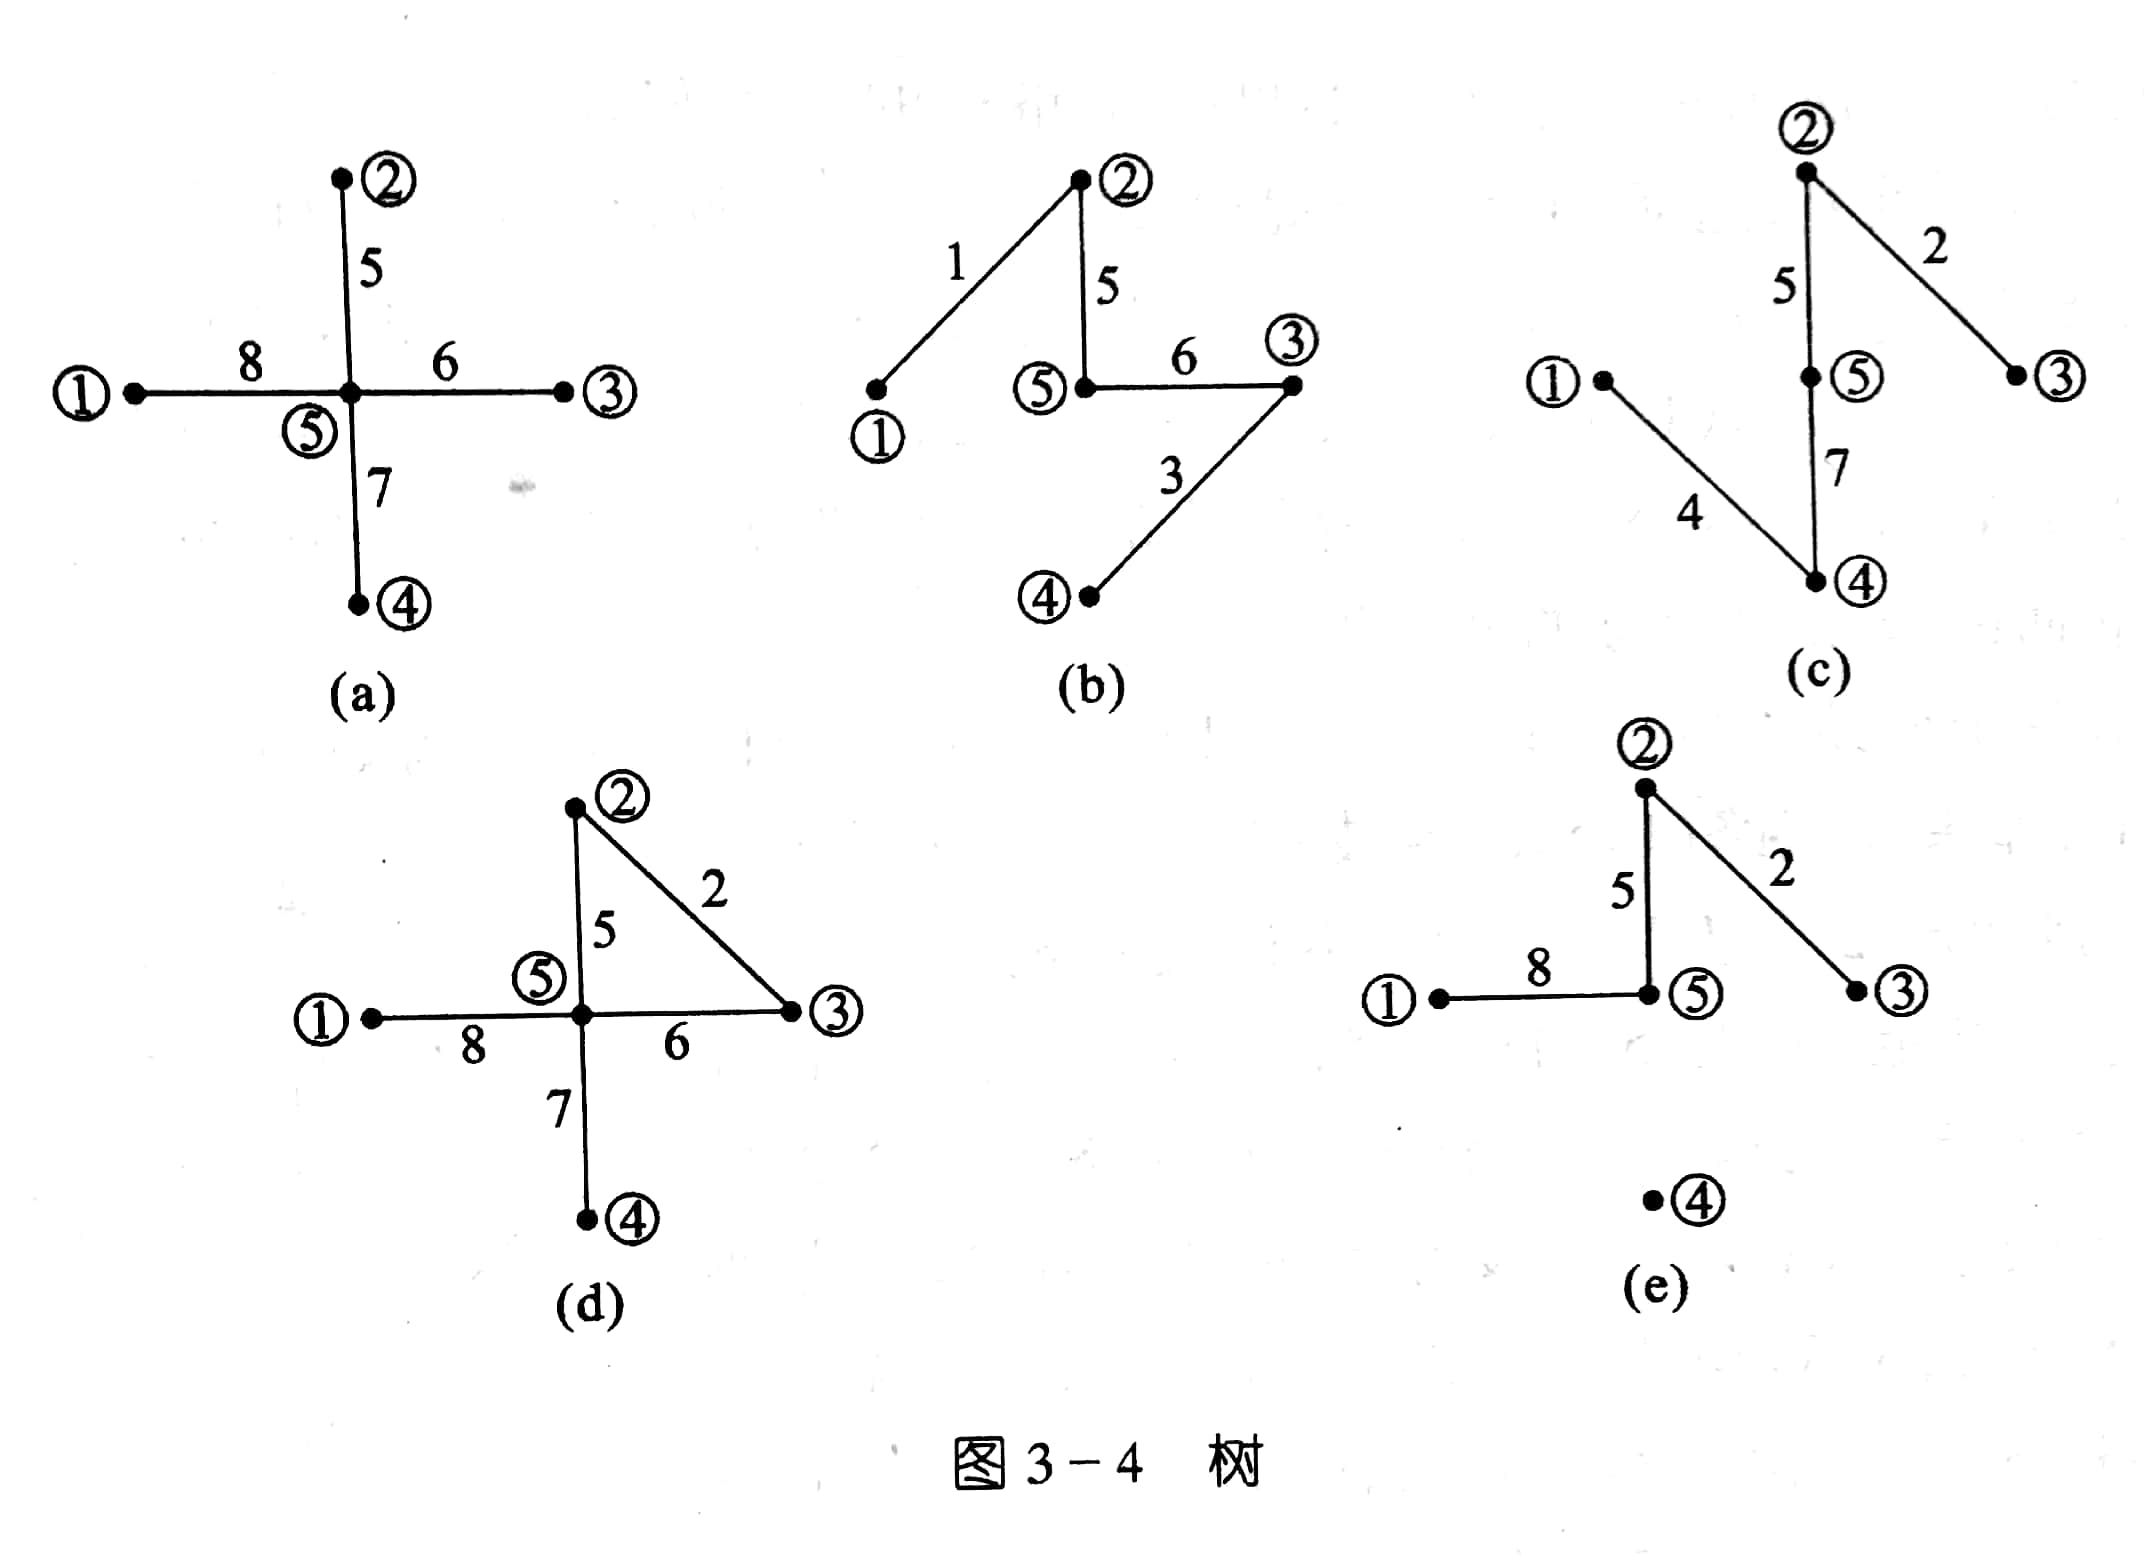 ② ② ②
5 1 5 5 2
① 8 6 ③ ⑤ 6 ③ ① ⑤ ③
⑤ 7 ① 3 4 7
④ ④ ④
(a) (b) (c)
② ②
5 2 5 2
① ⑤ ③ ① 8 ⑤ ③
8 6
7
④ ④
(d) (e)
图 3-4 树